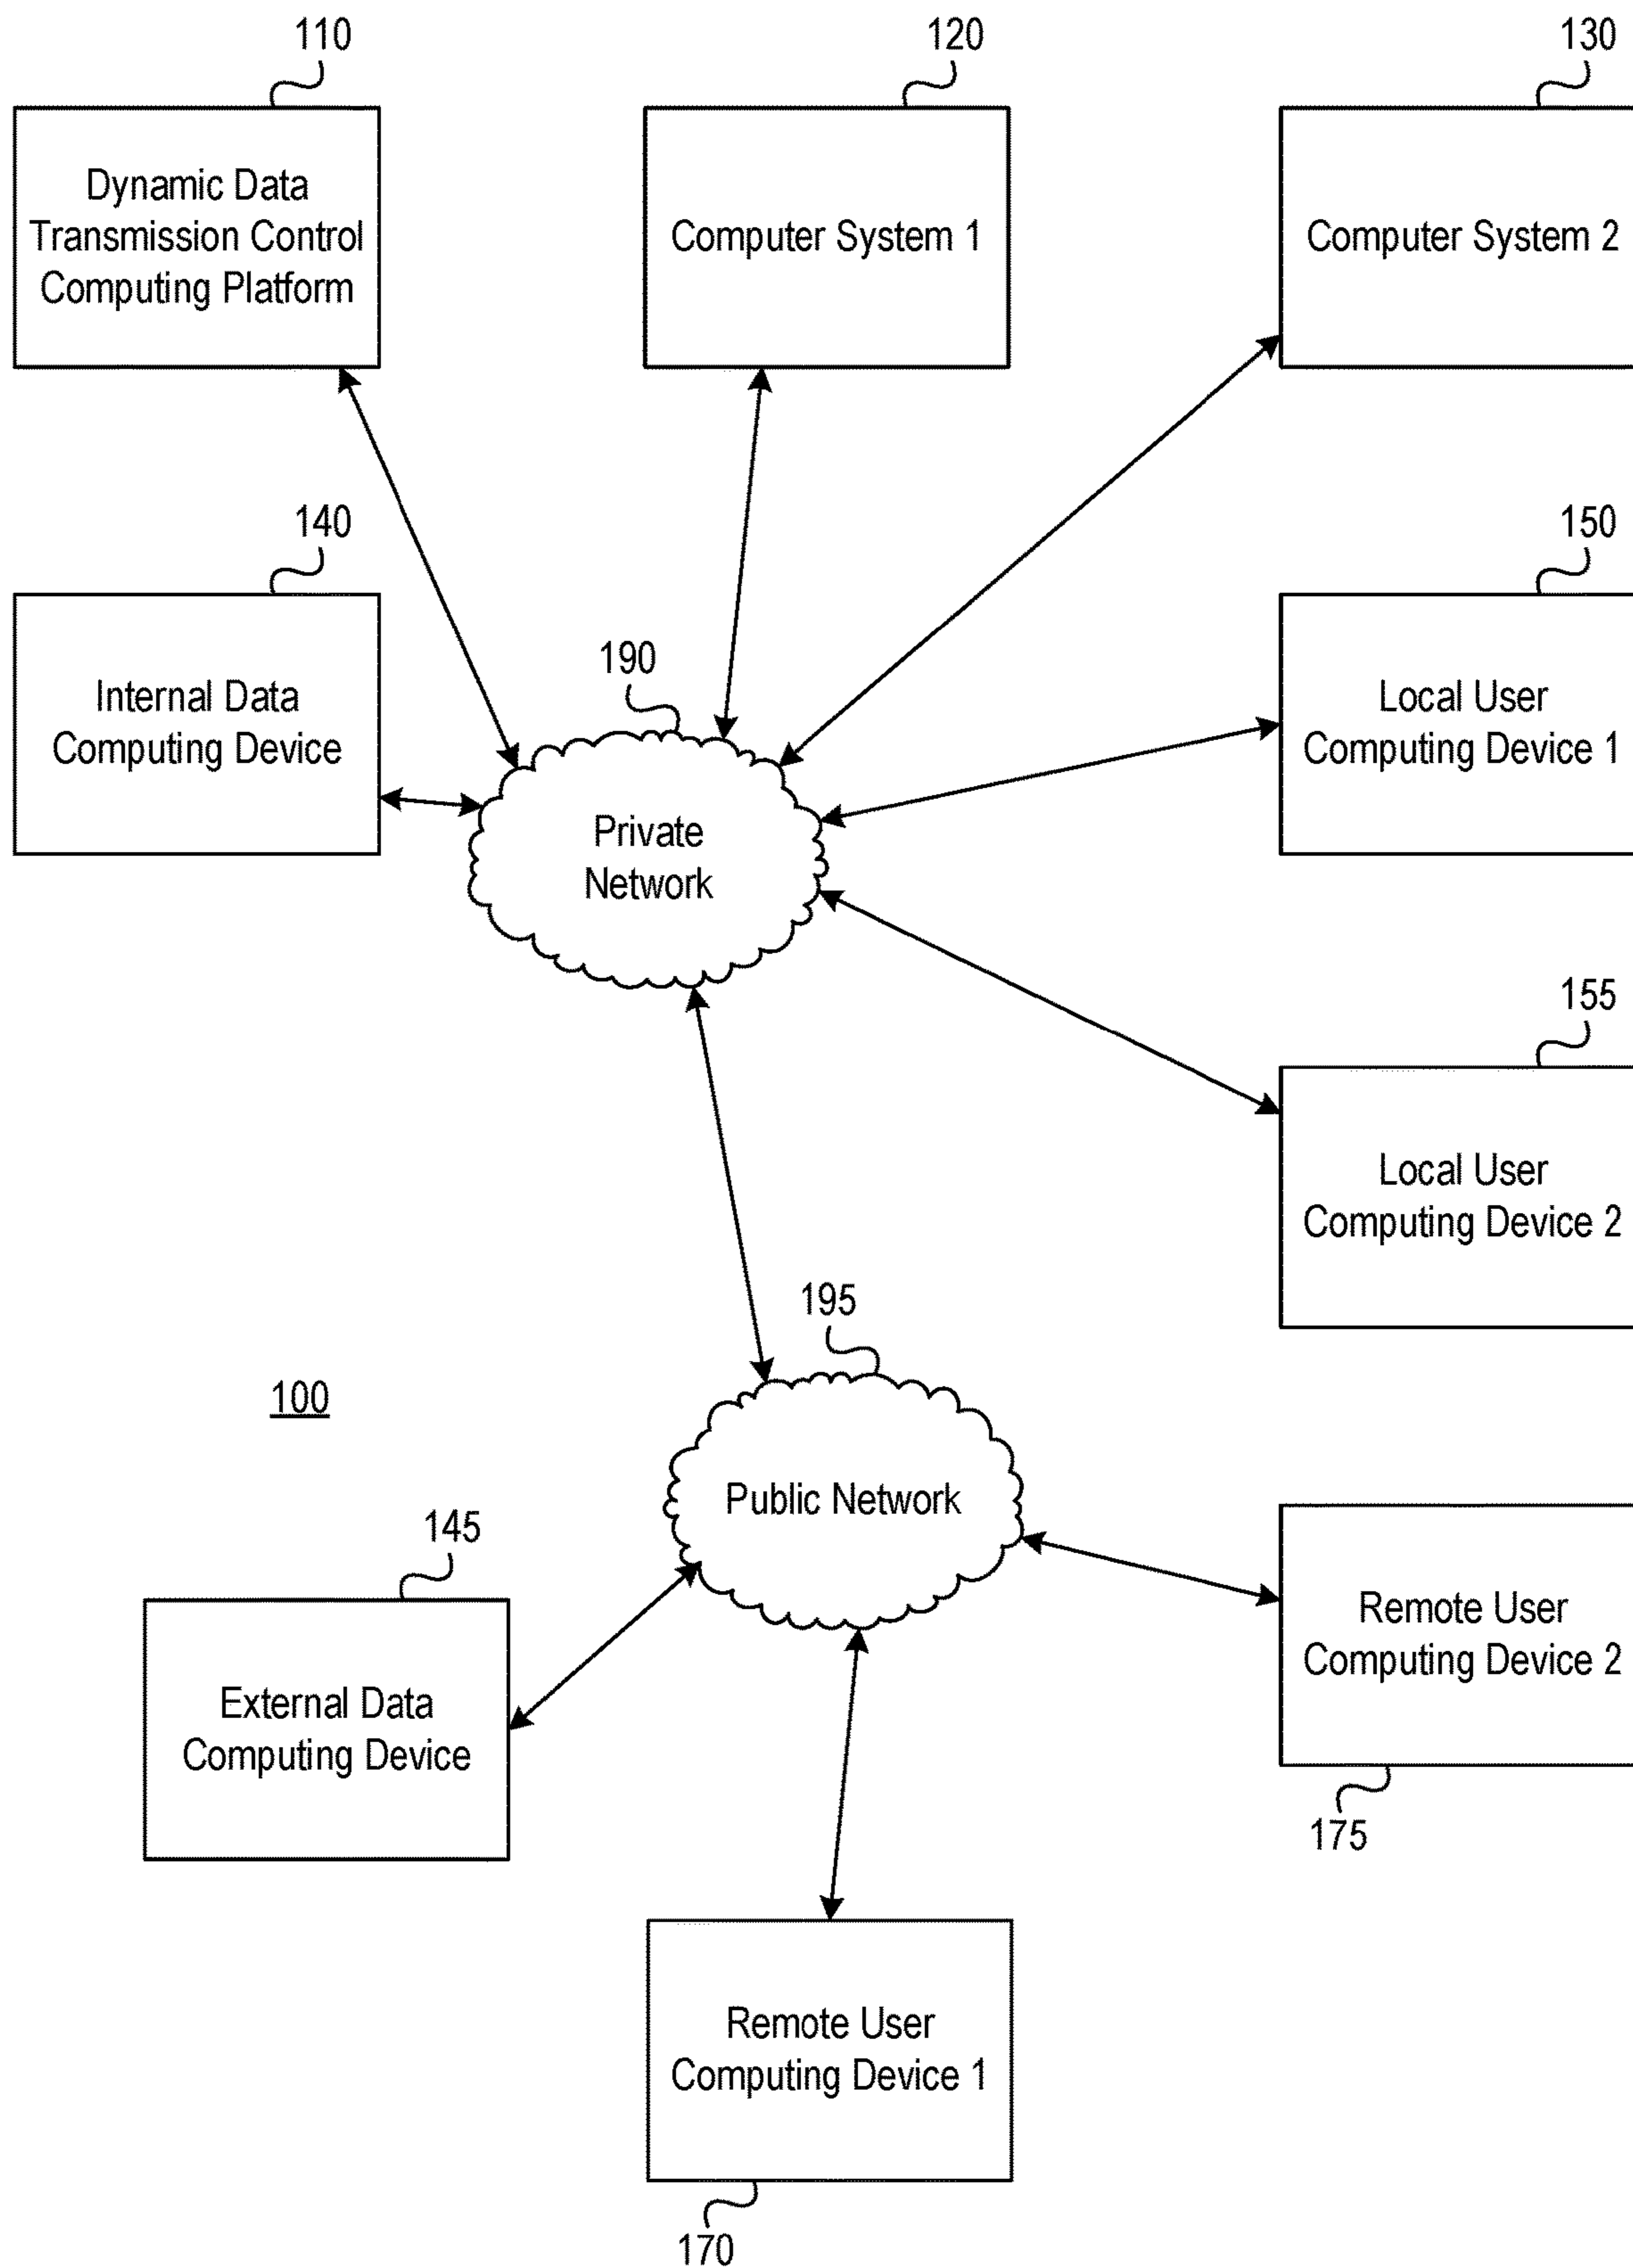 110
120
130
Dynamic Data
Transmission Control
Computing Platform
Computer System 1
Computer System 2
140
150
190
Internal Data
Computing Device
Local User
Computing Device 1
Private
Network
155
Local User
Computing Device 2
195
100
Public Network
145
Remote User
Computing Device 2
External Data
Computing Device
175
Remote User
Computing Device 1
170